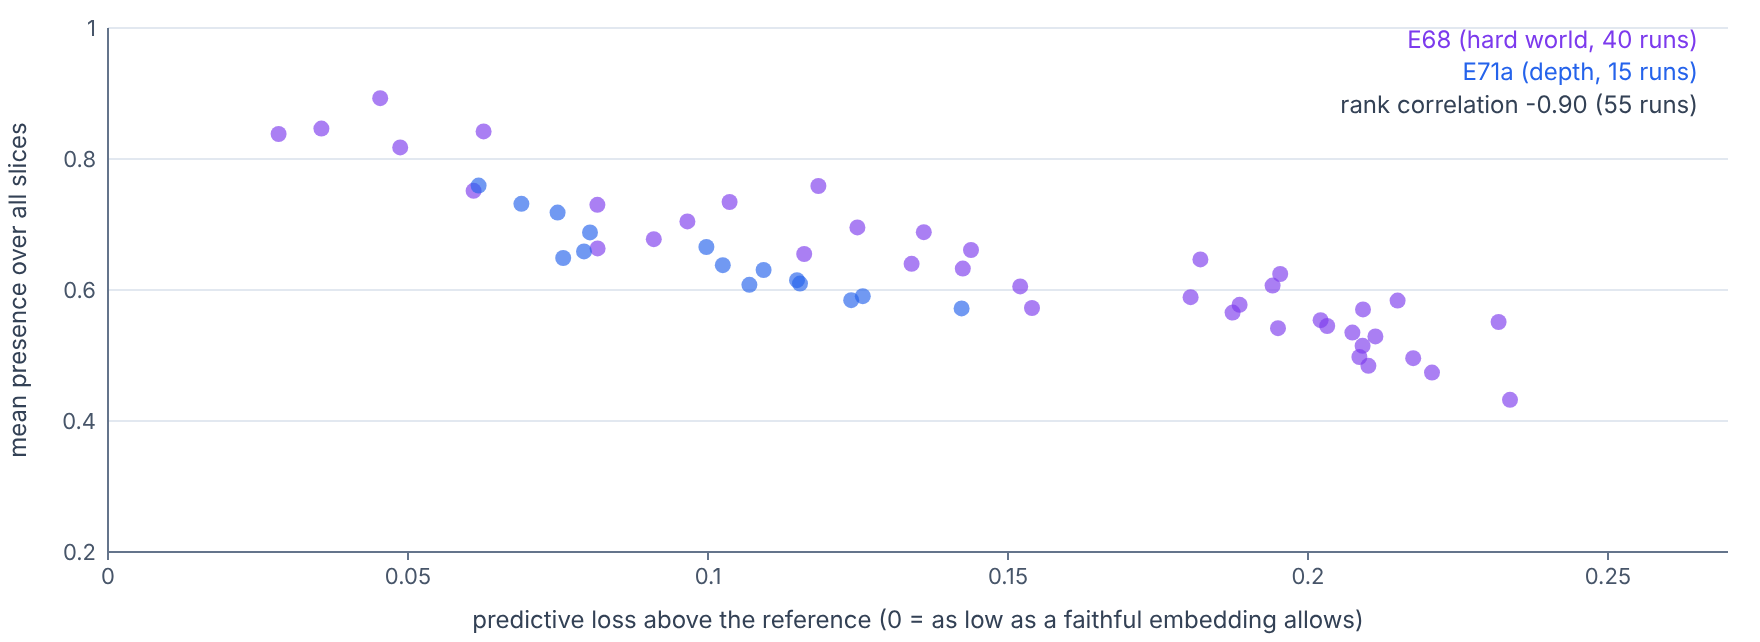 E68 (hard world, 40 runs)
E71a (depth, 15 runs)
rank correlation -0.90 (55 runs)
mean presence over all slices
1
0.8
0.6
0.4
0.2
0 0.05 0.1 0.15 0.2 0.25
predictive loss above the reference (0 = as low as a faithful embedding allows)